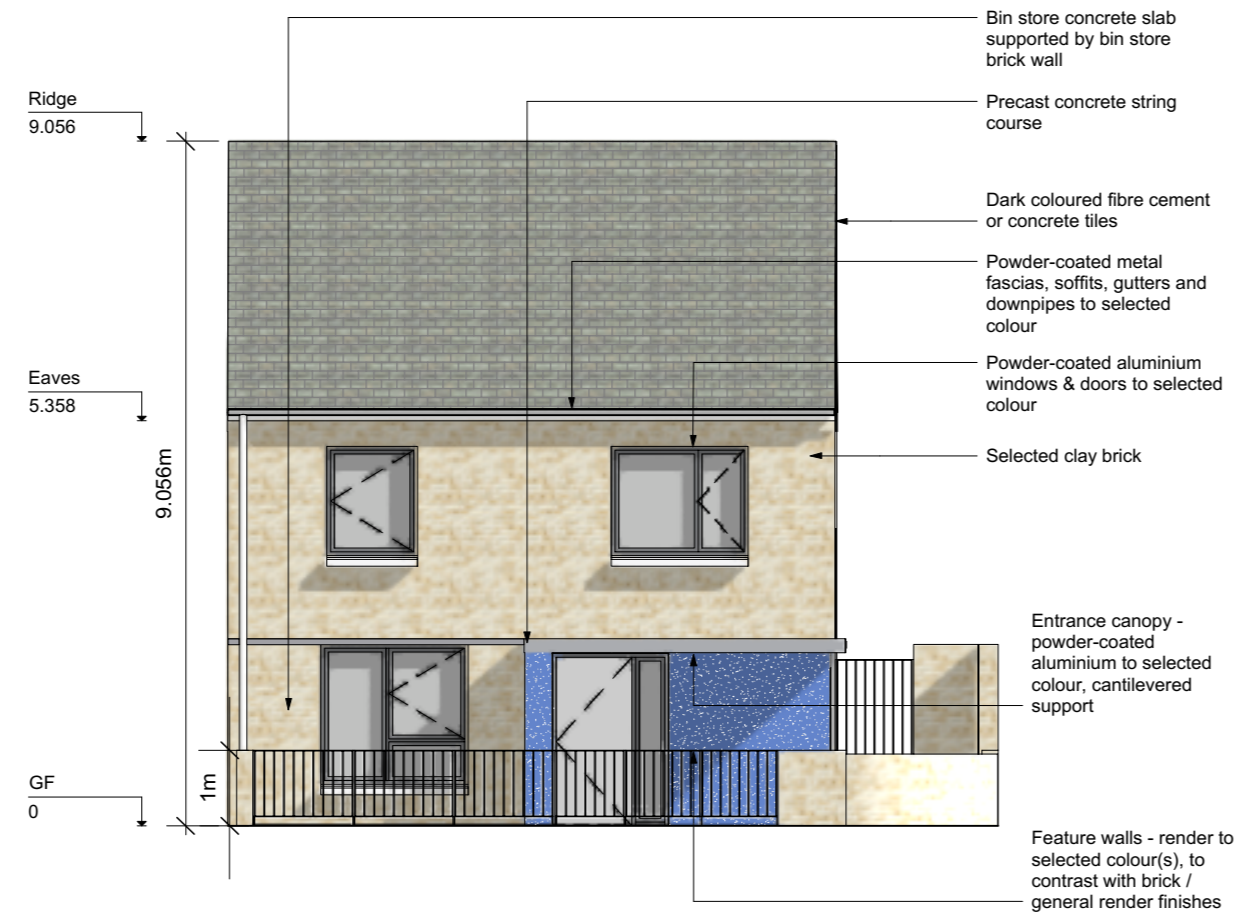 Bin store concrete slab
supported by bin store
brick wall
Ridge
9.056
Precast concrete string
course
Dark coloured fibre cement
or concrete tiles
Powder-coated metal
fascias, soffits, gutters and
downpipes to selected
colour
Eaves
5.358
Powder-coated aluminium
windows & doors to selected
colour
9.056m
Selected clay brick
Entrance canopy -
powder-coated
aluminium to selected
colour, cantilevered
support
GF
0
1m
Feature walls - render to
selected colour(s), to
contrast with brick /
general render finishes